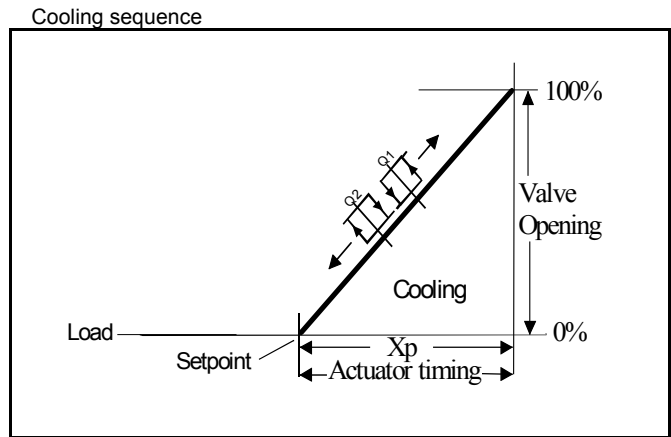 Cooling sequence
100%
Q1
Q2
Valve
Opening
Cooling
Load
0%
Setpoint
Xp
Actuator timing